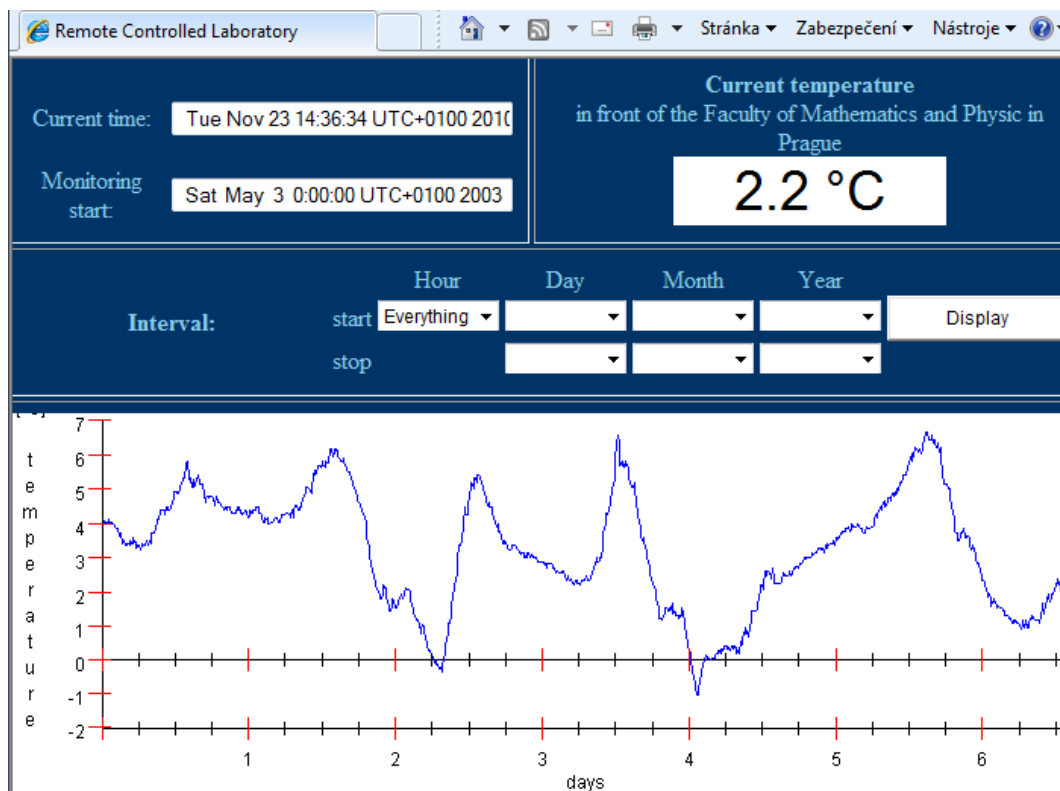 Remote Controlled Laboratory
Stránka Zabezpečení Nástroje
Current time: Tue Nov 23 14:36:34 UTC+0100 2010
Monitoring start: Sat May 3 0:00:00 UTC+0100 2003
Current temperature
in front of the Faculty of Mathematics and Physic in
Prague
2.2 °C
Hour Day Month Year
Interval: start Everything Display
stop
temperature
7
6
5
4
3
2
1
0
-1
-2
1 2 3 4 5 6
days